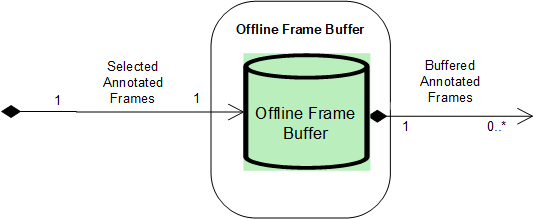 Offline Frame Buffer
Selected
Annotated
Frames
1
1
Offline Frame
Buffer
Buffered
Annotated
Frames
1
0..*